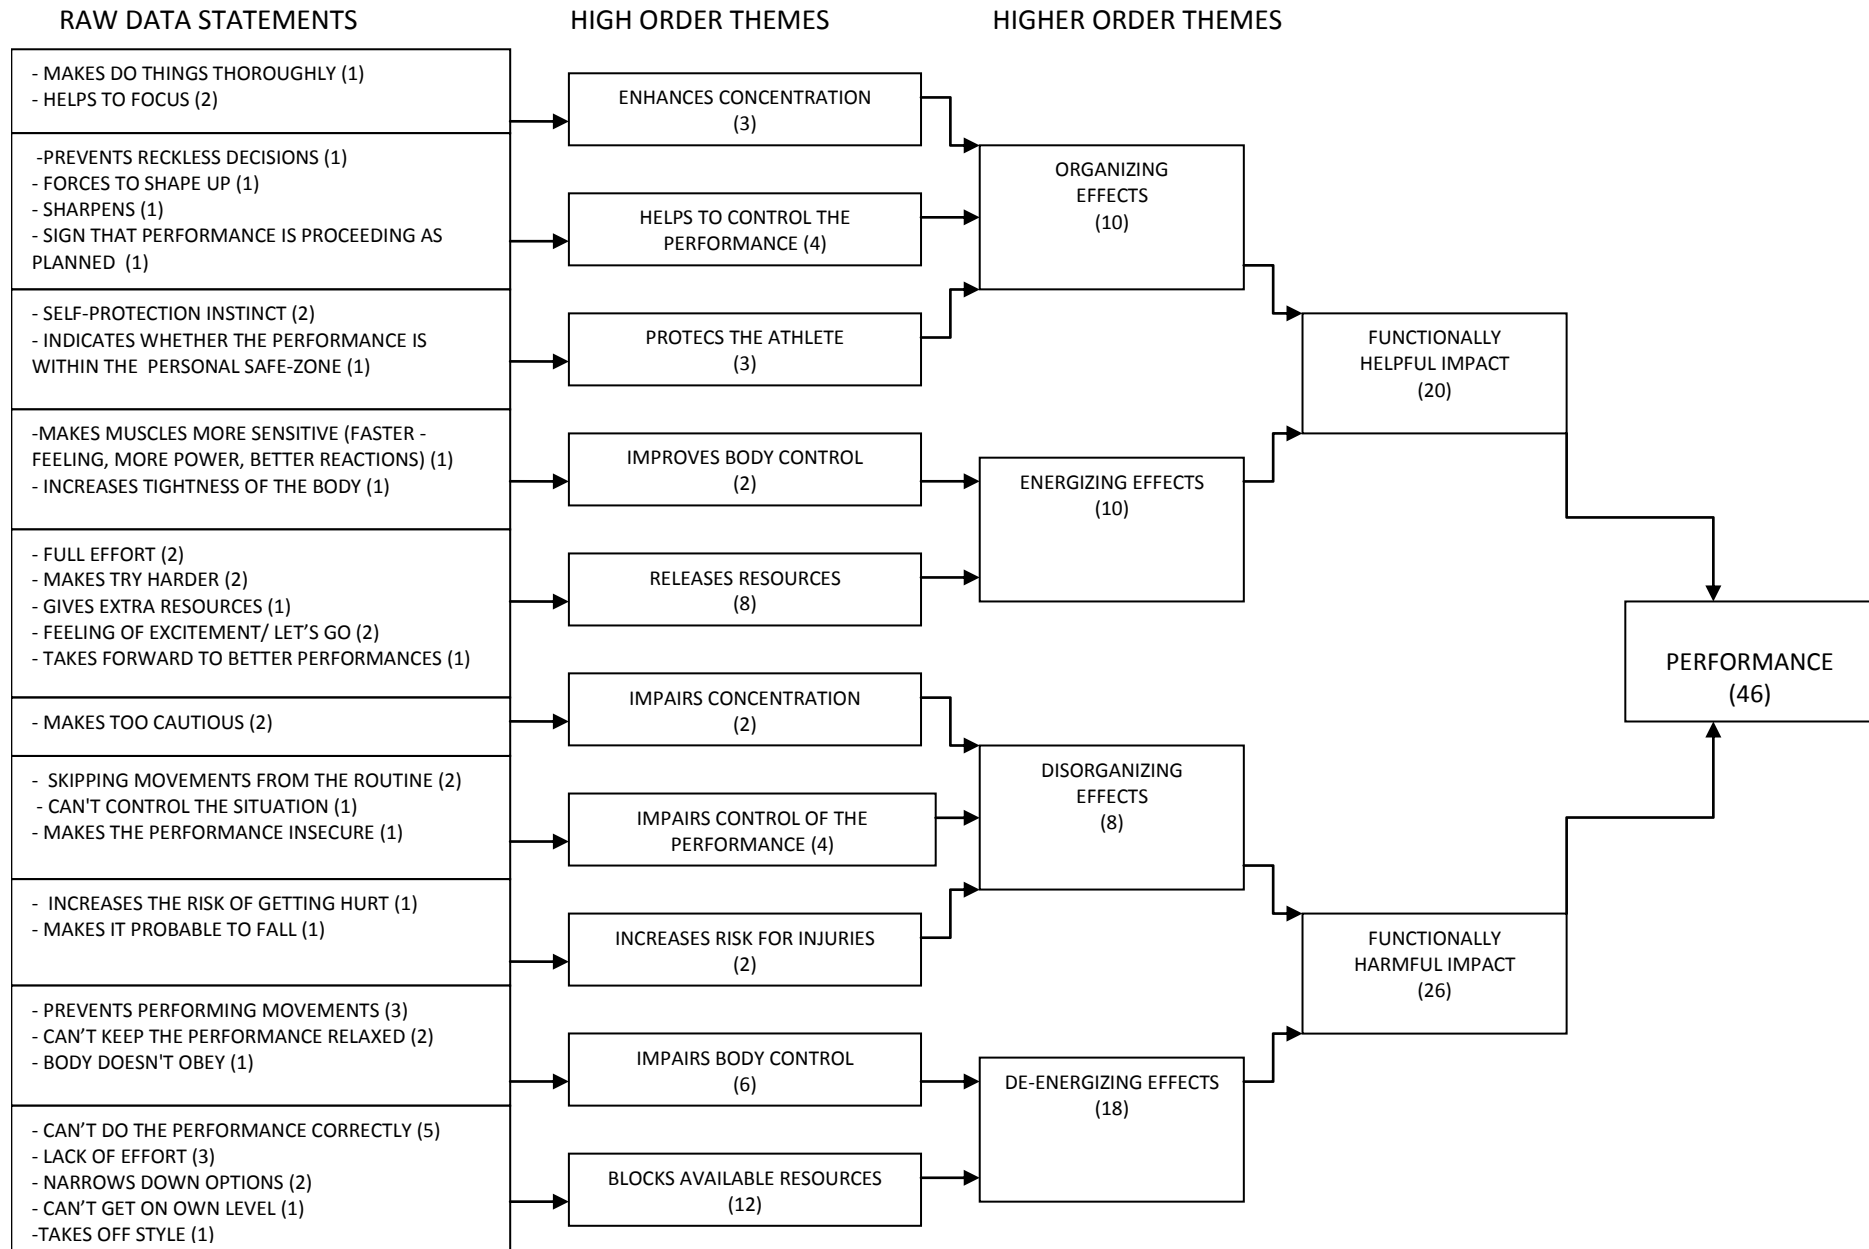 RAW DATA STATEMENTS
HIGH ORDER THEMES
HIGHER ORDER THEMES
- MAKES DO THINGS THOROUGHLY (1)
- HELPS TO FOCUS (2)
-PREVENTS RECKLESS DECISIONS (1)
- FORCES TO SHAPE UP (1)
- SHARPENS (1)
- SIGN THAT PERFORMANCE IS PROCEEDING AS
PLANNED (1)
- SELF-PROTECTION INSTINCT (2)
- INDICATES WHETHER THE PERFORMANCE IS
WITHIN THE PERSONAL SAFE-ZONE (1)
-MAKES MUSCLES MORE SENSITIVE (FASTER -
FEELING, MORE POWER, BETTER REACTIONS) (1)
- INCREASES TIGHTNESS OF THE BODY (1)
- FULL EFFORT (2)
- MAKES TRY HARDER (2)
- GIVES EXTRA RESOURCES (1)
- FEELING OF EXCITEMENT/ LET'S GO (2)
- TAKES FORWARD TO BETTER PERFORMANCES (1)
- MAKES TOO CAUTIOUS (2)
- SKIPPING MOVEMENTS FROM THE ROUTINE (2)
- CAN'T CONTROL THE SITUATION (1)
- MAKES THE PERFORMANCE INSECURE (1)
- INCREASES THE RISK OF GETTING HURT (1)
- MAKES IT PROBABLE TO FALL (1)
- PREVENTS PERFORMING MOVEMENTS (3)
- CAN'T KEEP THE PERFORMANCE RELAXED (2)
- BODY DOESN'T OBEY (1)
- CAN'T DO THE PERFORMANCE CORRECTLY (5)
- LACK OF EFFORT (3)
- NARROWS DOWN OPTIONS (2)
- CAN'T GET ON OWN LEVEL (1)
-TAKES OFF STYLE (1)
ENHANCES CONCENTRATION
(3)
HELPS TO CONTROL THE
PERFORMANCE (4)
PROTECS THE ATHLETE
(3)
IMPROVES BODY CONTROL
(2)
RELEASES RESOURCES
(8)
IMPAIRS CONCENTRATION
(2)
IMPAIRS CONTROL OF THE
PERFORMANCE (4)
INCREASES RISK FOR INJURIES
(2)
IMPAIRS BODY CONTROL
(6)
BLOCKS AVAILABLE RESOURCES
(12)
ORGANIZING
EFFECTS
(10)
ENERGIZING EFFECTS
(10)
DISORGANIZING
EFFECTS
(8)
DE-ENERGIZING EFFECTS
(18)
FUNCTIONALLY
HELPFUL IMPACT
(20)
FUNCTIONALLY
HARMFUL IMPACT
(26)
PERFORMANCE
(46)